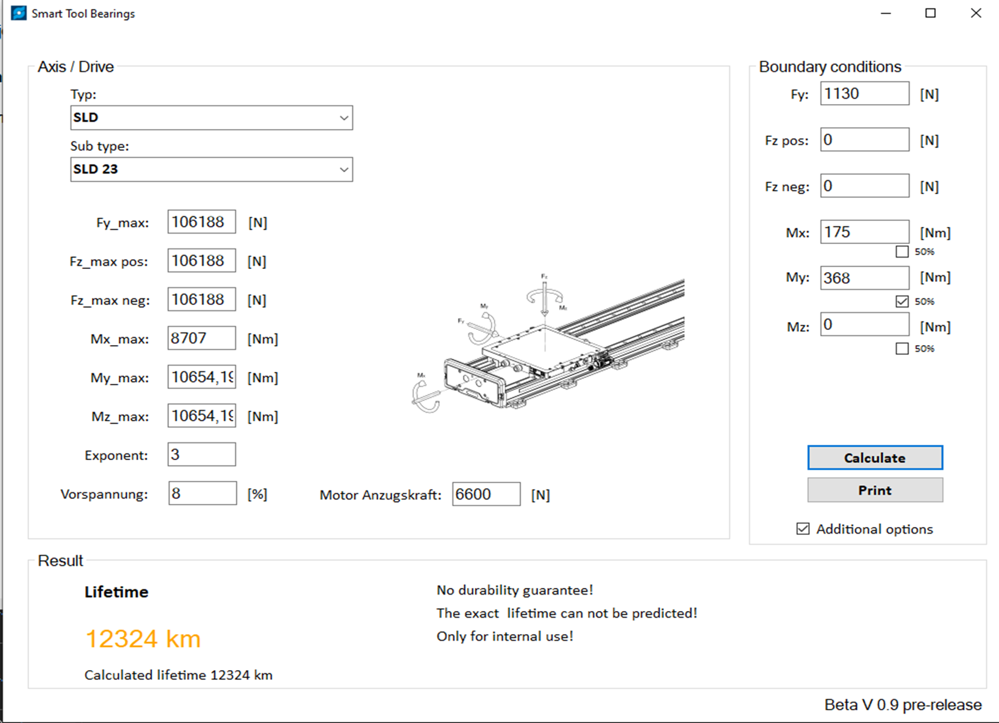 Smart Tool Bearings
Axis / Drive
Typ:
SLD
Sub type:
SLD 23
Fy_max: 106188 [N]
Fz_max pos: 106188 [N]
Fz_max neg: 106188 [N]
Mx_max: 8707 [Nm]
My_max: 10654,19 [Nm]
Mz_max: 10654,19 [Nm]
Exponent: 3
Vorspannung: 8 [%]
Motor Anzugskraft: 6600 [N]
Fz
Mz
My
Fy
Mx
Boundary conditions
Fy: 1130 [N]
Fz pos: 0 [N]
Fz neg: 0 [N]
Mx: 175 [Nm]
50%
My: 368 [Nm]
50%
Mz: 0 [Nm]
50%
Calculate
Print
Additional options
Result
Lifetime
12324 km
Calculated lifetime 12324 km
No durability guarantee!
The exact lifetime can not be predicted!
Only for internal use!
Beta V 0.9 pre-release